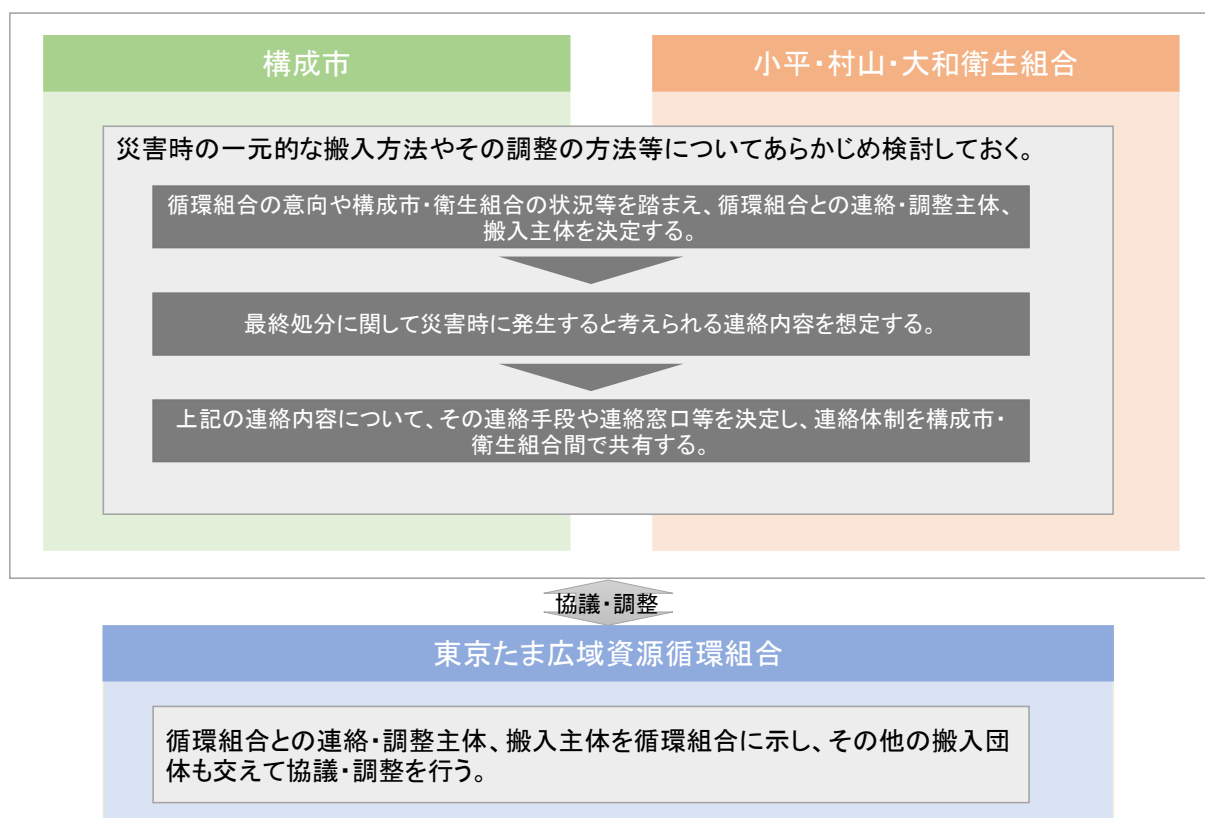 構成市
小平・村山・大和衛生組合
災害時の一元的な搬入方法やその調整の方法等についてあらかじめ検討しておく。
循環組合の意向や構成市・衛生組合の状況等を踏まえ、循環組合との連絡・調整主体、
搬入主体を決定する。
最終処分に関して災害時に発生すると考えられる連絡内容を想定する。
上記の連絡内容について、その連絡手段や連絡窓口等を決定し、連絡体制を構成市・
衛生組合間で共有する。
協議・調整
東京たま広域資源循環組合
循環組合との連絡・調整主体、搬入主体を循環組合に示し、その他の搬入団
体も交えて協議・調整を行う。